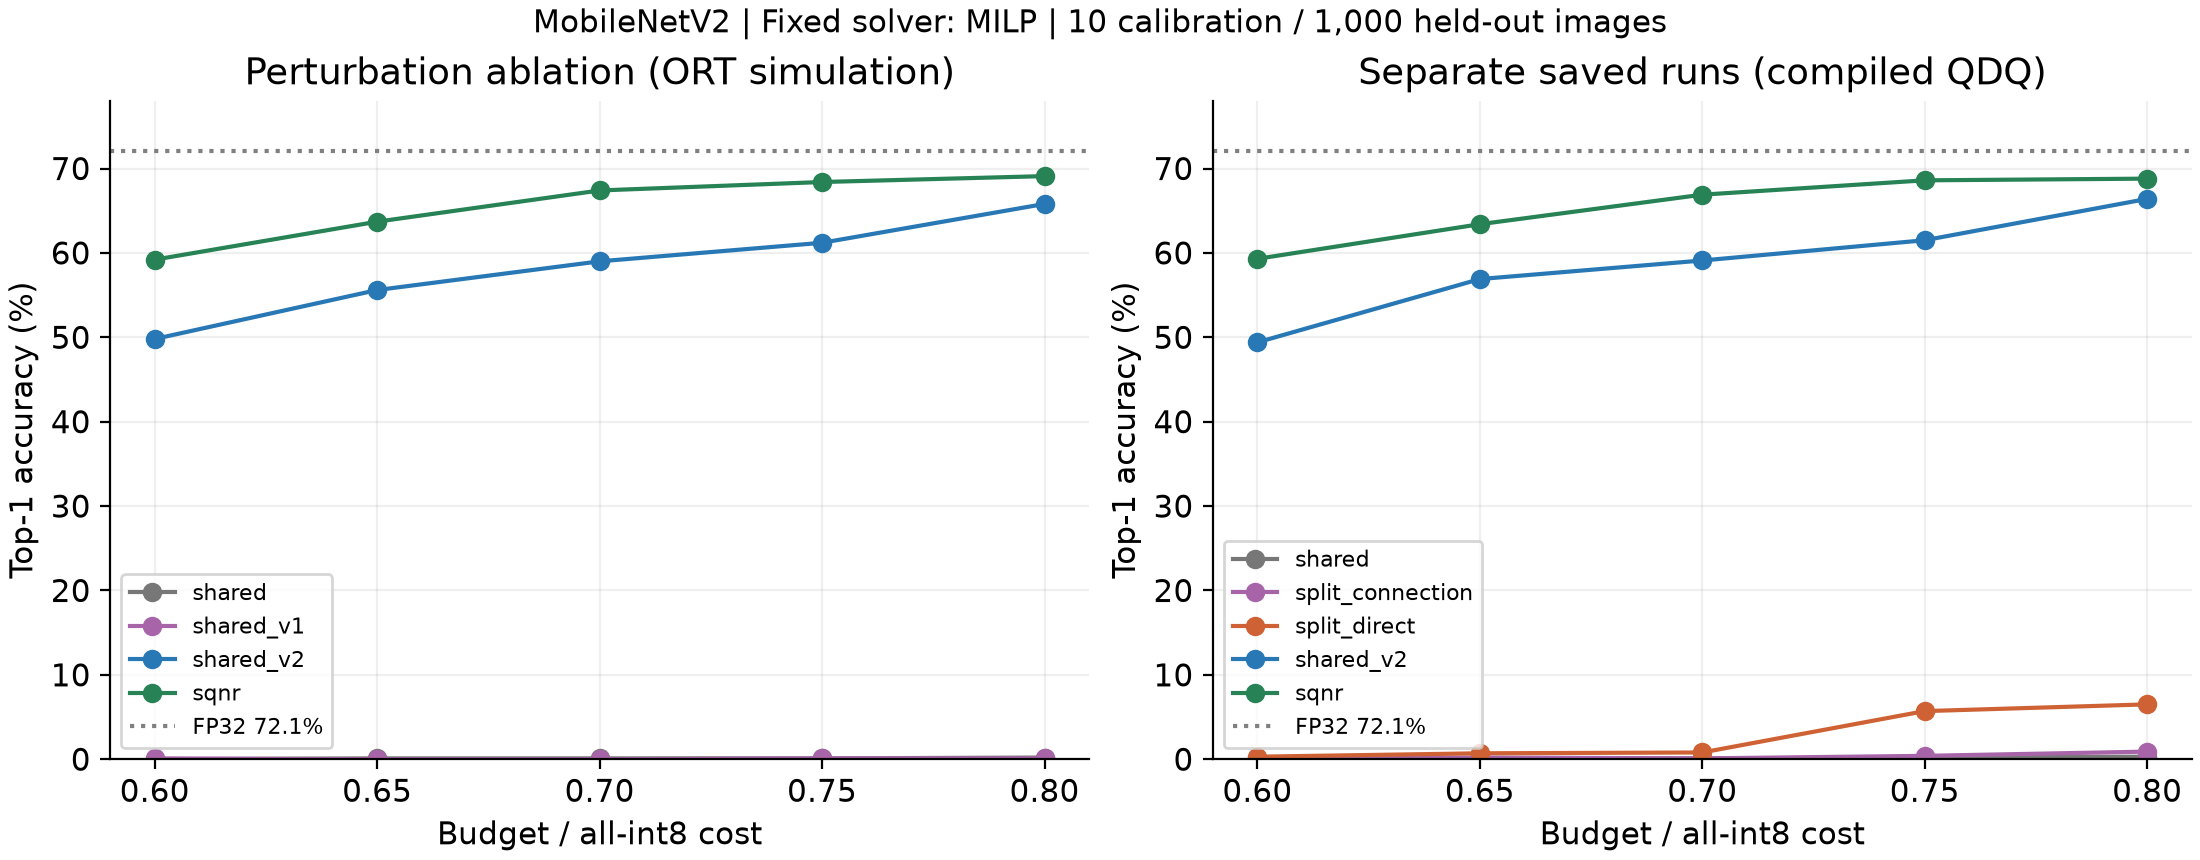 MobileNetV2 | Fixed solver: MILP | 10 calibration / 1,000 held-out images
Perturbation ablation (ORT simulation)
Top-1 accuracy (%)
70
60
50
40
30
20
10
0
shared
shared_v1
shared_v2
sqnr
FP32 72.1%
0.60 0.65 0.70 0.75 0.80
Budget / all-int8 cost
Separate saved runs (compiled QDQ)
Top-1 accuracy (%)
70
60
50
40
30
20
10
0
shared
split_connection
split_direct
shared_v2
sqnr
FP32 72.1%
0.60 0.65 0.70 0.75 0.80
Budget / all-int8 cost